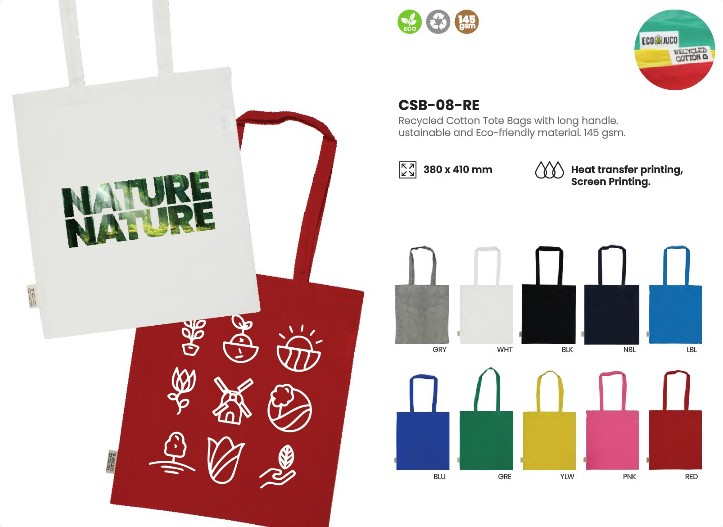 NATURE
NATURE
ECO
145
gsm
ECO JUCO
RECYCLED
COTTON
CSB-08-RE
Recycled Cotton Tote Bags with long handle.
ustainable and Eco-friendly material. 145 gsm.
380 x 410 mm
Heat transfer printing,
Screen Printing.
GRY
WHT
BLK
NBL
LBL
BLU
GRE
YLW
PNK
RED